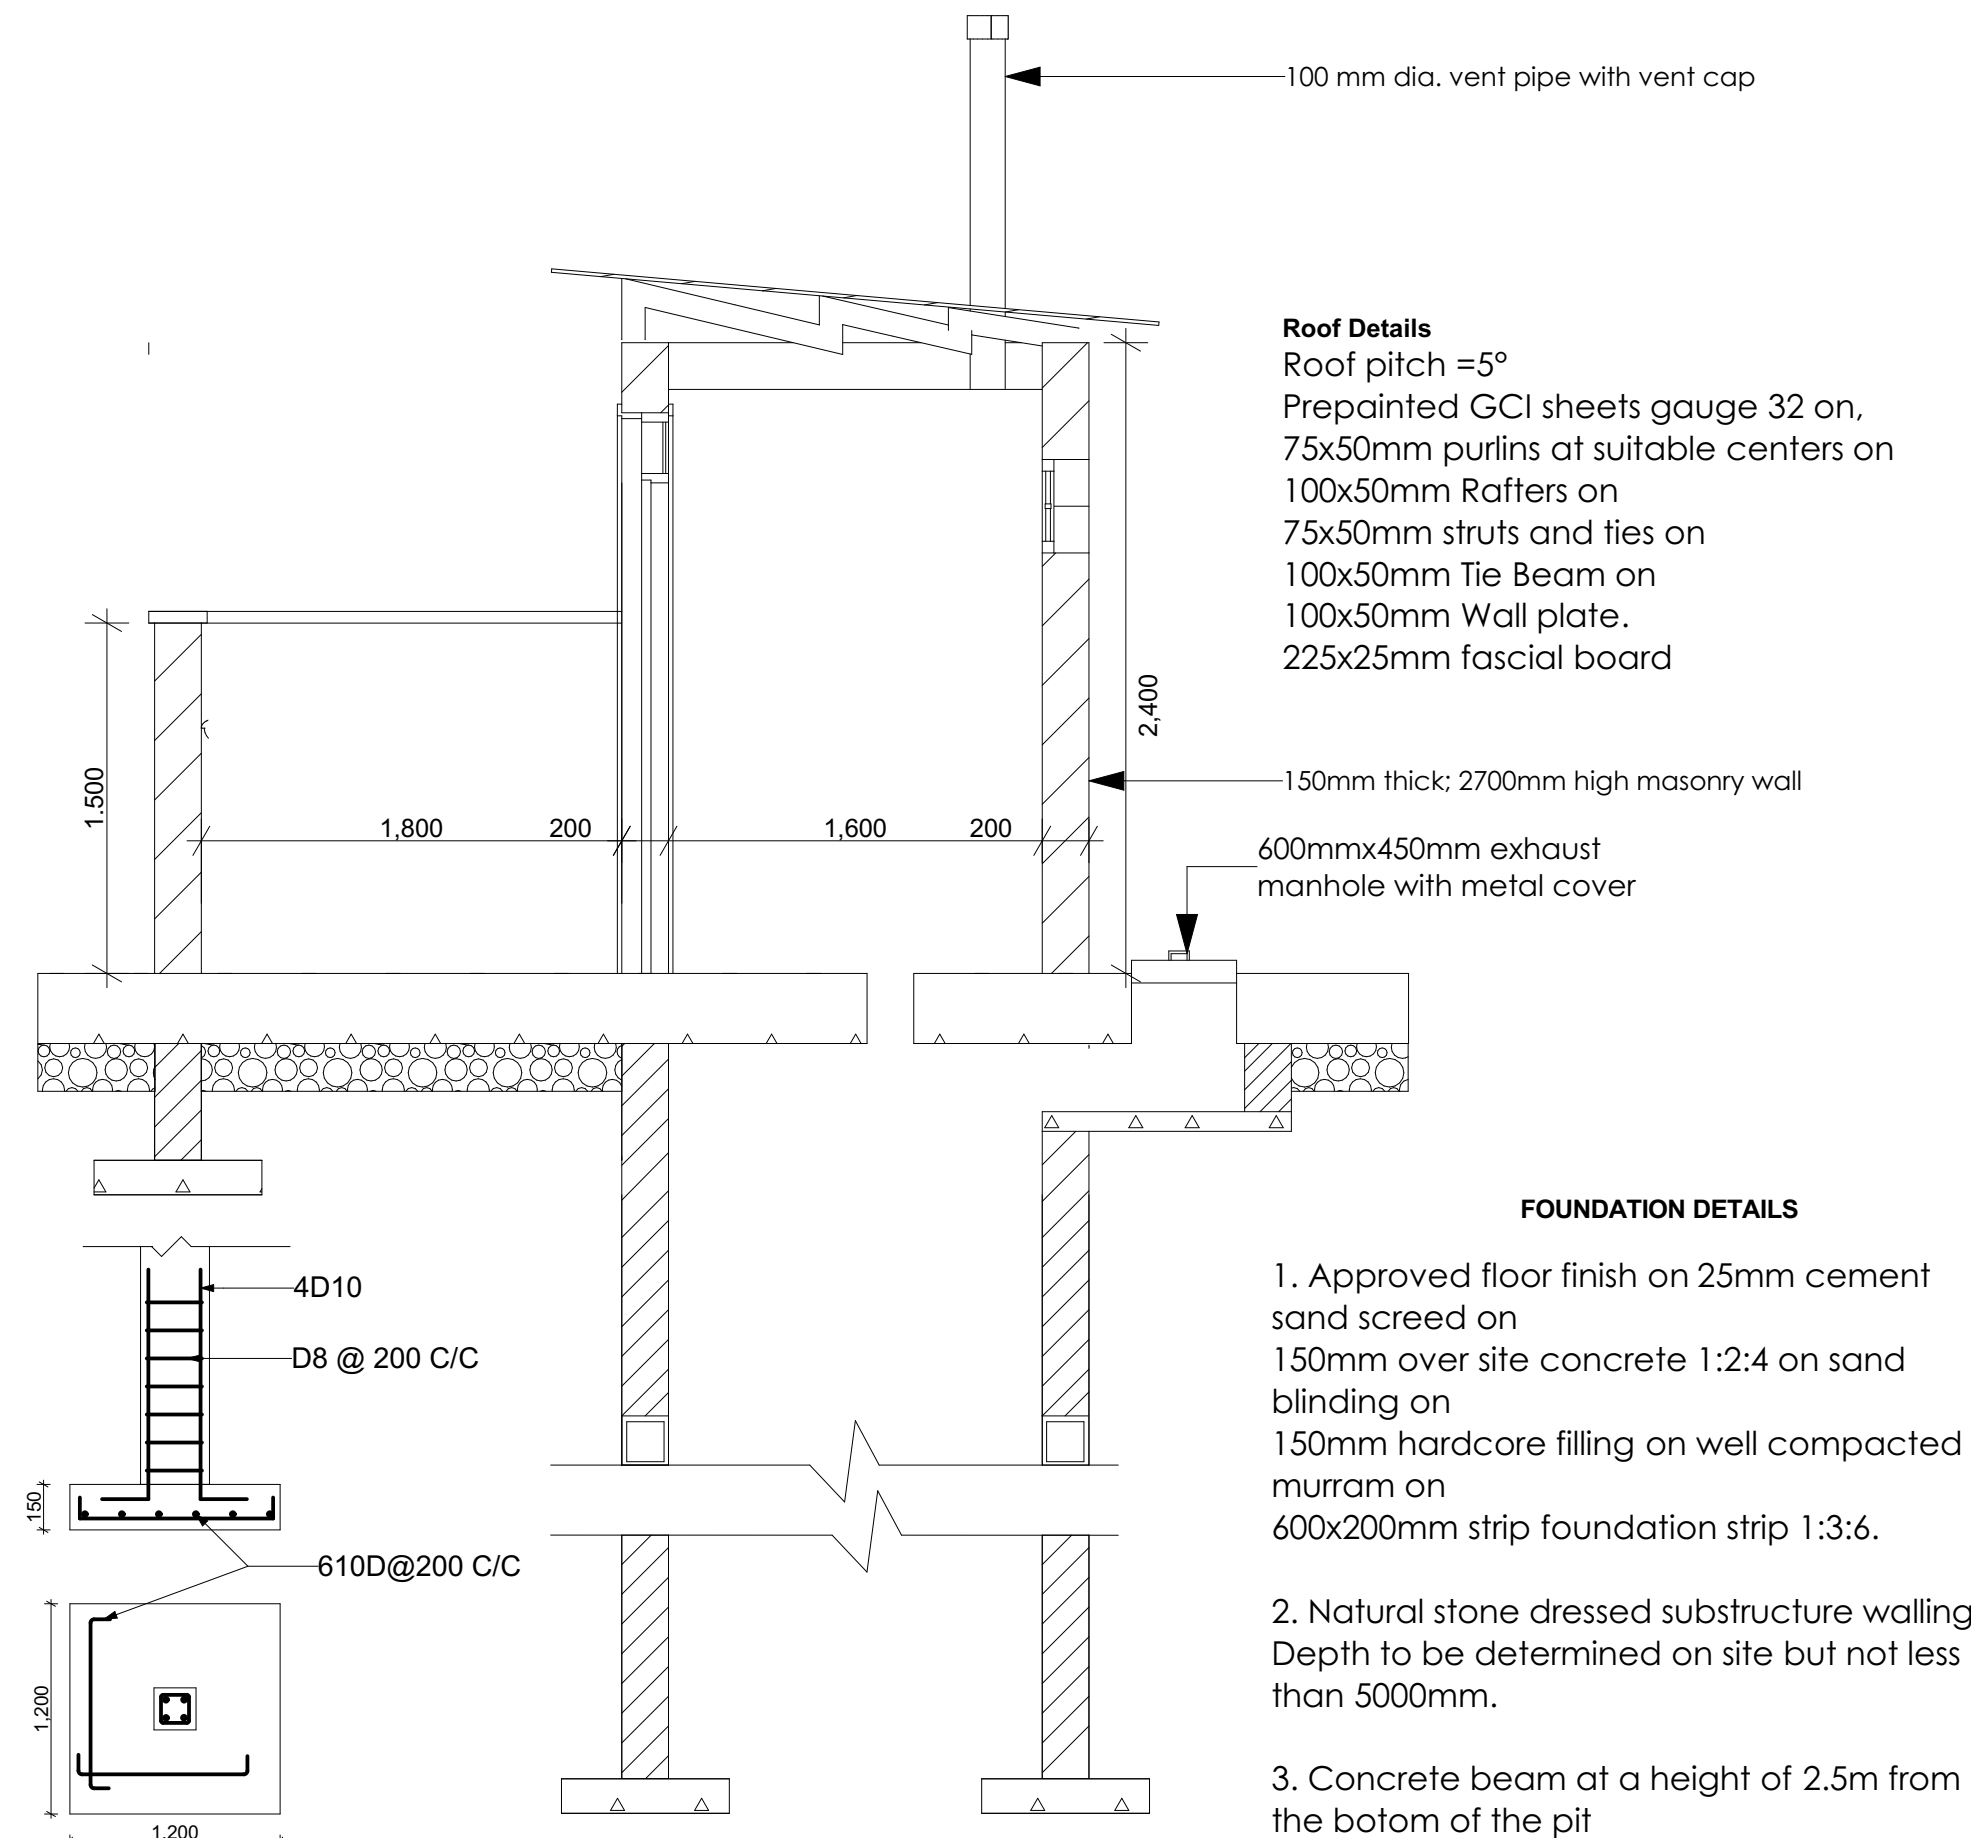 100 mm dia. vent pipe with vent cap
Roof Details
Roof pitch =5°
Prepainted GCI sheets gauge 32 on,
75x50mm purlins at suitable centers on
100x50mm Rafters on
75x50mm struts and ties on
100x50mm Tie Beam on
100x50mm Wall plate.
225x25mm fascial board
2,400
1.500
150mm thick; 2700mm high masonry wall
1,800
200
1,600
200
600mmx450mm exhaust
manhole with metal cover
FOUNDATION DETAILS
1. Approved floor finish on 25mm cement
sand screed on
150mm over site concrete 1:2:4 on sand
blinding on
150mm hardcore filling on well compacted
murram on
600x200mm strip foundation strip 1:3:6.
2. Natural stone dressed substructure walling
Depth to be determined on site but not less
than 5000mm.
3. Concrete beam at a height of 2.5m from
the botom of the pit
4D10
D8 @ 200 C/C
150
610D@200 C/C
1,200
1,200